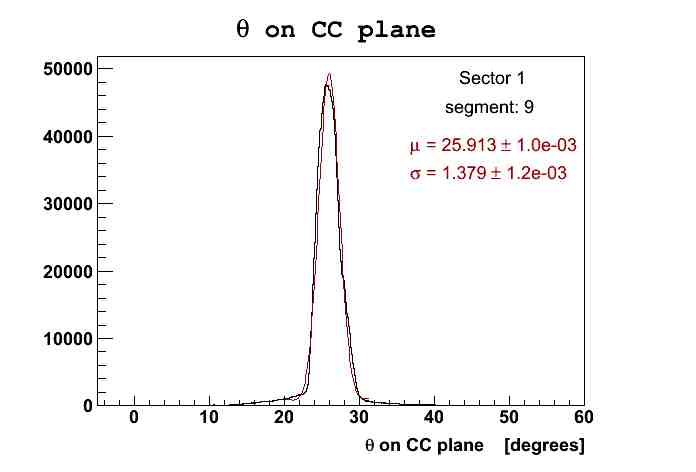 θ on CC plane
Sector 1
segment: 9
μ = 25.913 ± 1.0e-03
σ = 1.379 ± 1.2e-03
50000
40000
30000
20000
10000
0
0 10 20 30 40 50 60
θ on CC plane [degrees]